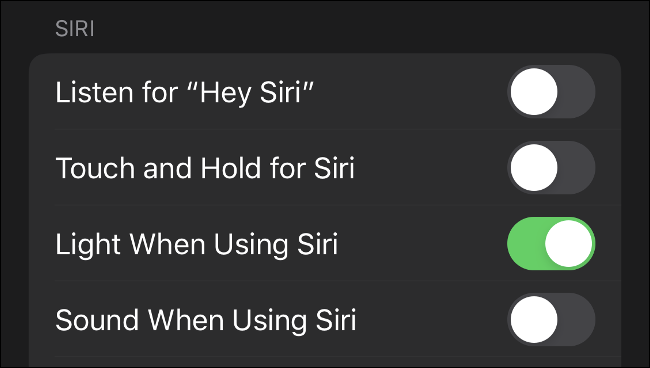 SIRI
Listen for “Hey Siri”
Touch and Hold for Siri
Light When Using Siri
Sound When Using Siri